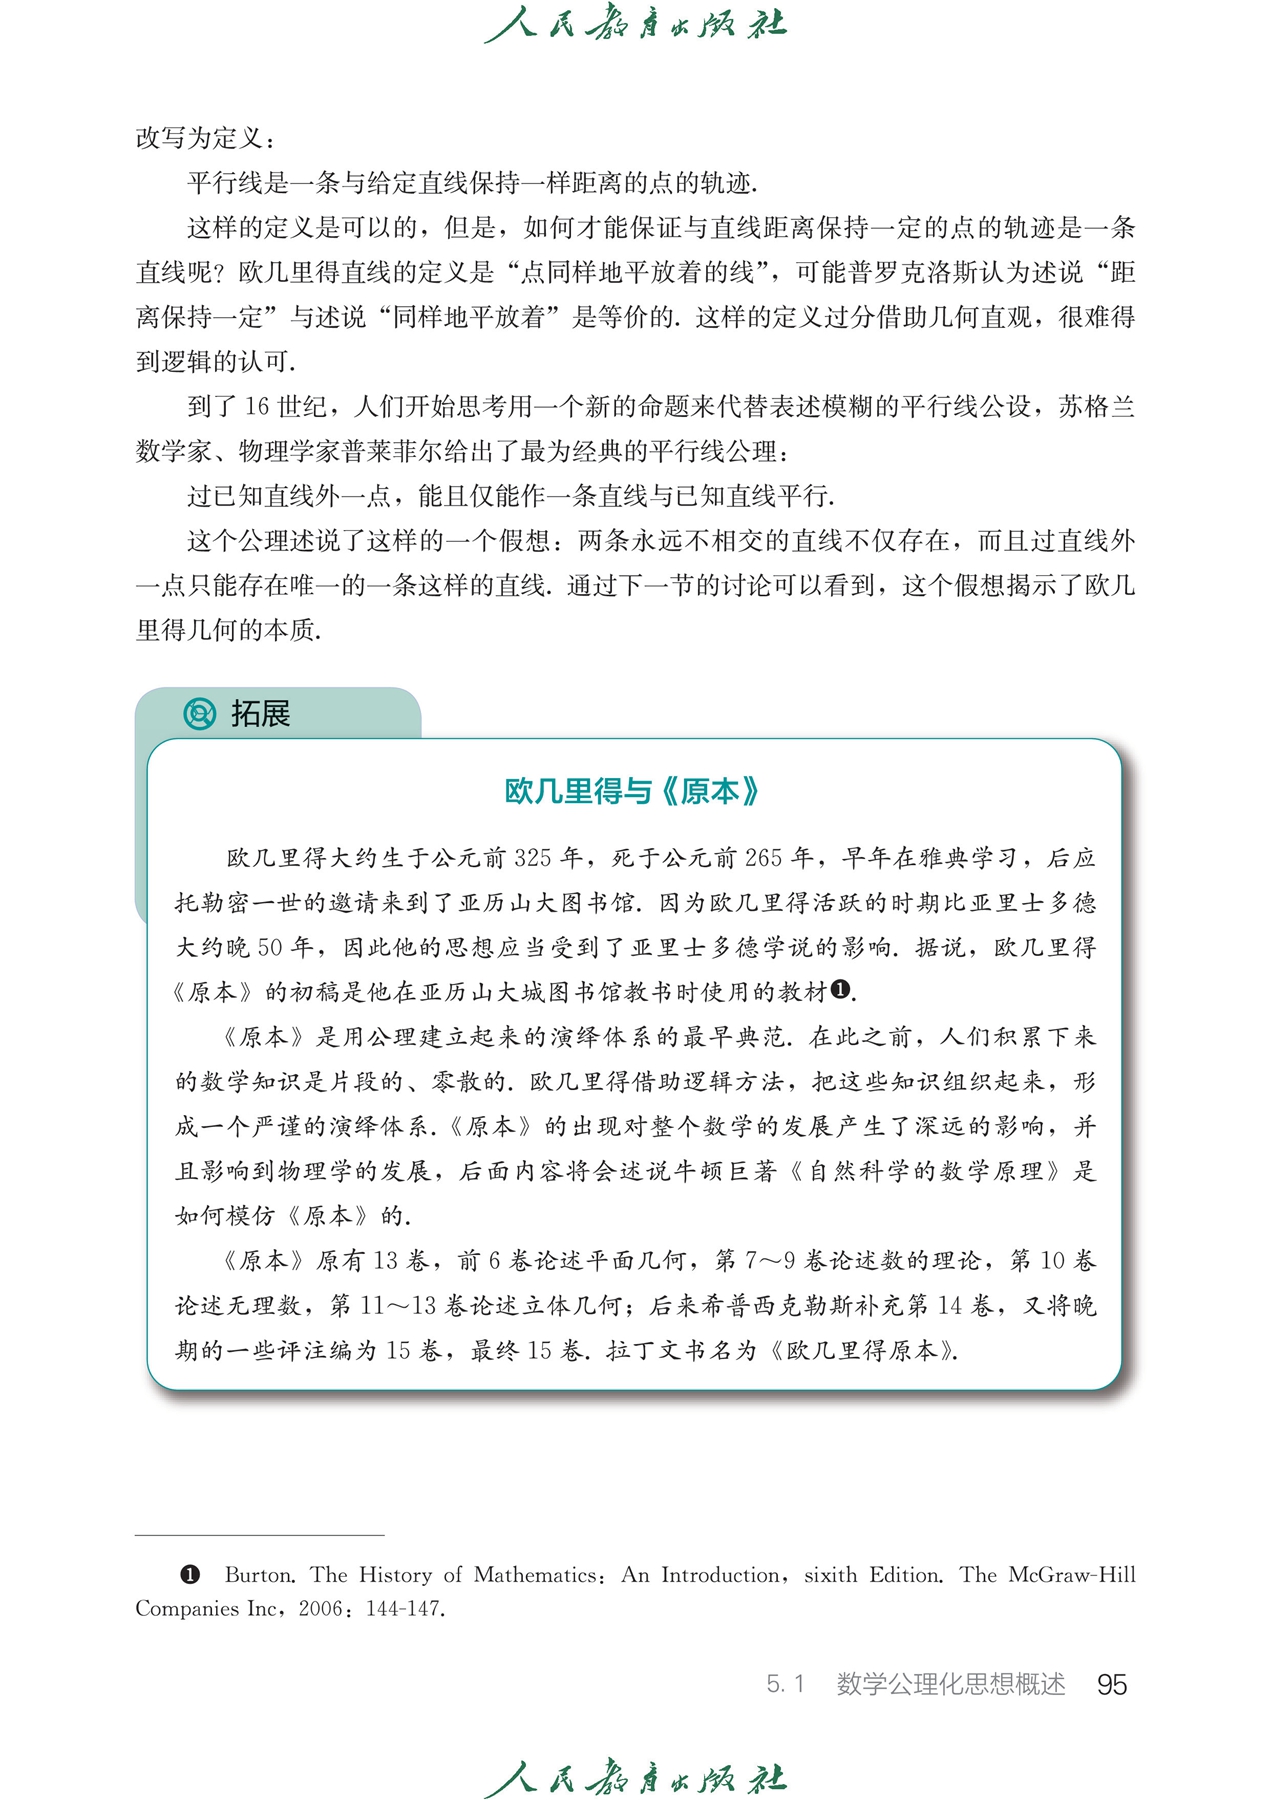 人民教育出版社
改写为定义：
平行线是一条与给定直线保持一样距离的点的轨迹.
这样的定义是可以的，但是，如何才能保证与直线距离保持一定的点的轨迹是一条
直线呢？欧几里得直线的定义是“点同样地平放着的线”，可能普罗克洛斯认为述说“距
离保持一定”与述说“同样地平放着”是等价的. 这样的定义过分借助几何直观，很难得
到逻辑的认可.
到了 16 世纪，人们开始思考用一个新的命题来代替表述模糊的平行线公设，苏格兰
数学家、物理学家普莱菲尔给出了最为经典的平行线公理：
过已知直线外一点，能且仅能作一条直线与已知直线平行.
这个公理述说了这样的一个假想：两条永远不相交的直线不仅存在，而且过直线外
一点只能存在唯一的一条这样的直线. 通过下一节的讨论可以看到，这个假想揭示了欧几
里得几何的本质.
拓展
欧几里得与《原本》
欧几里得大约生于公元前 325 年，死于公元前 265 年，早年在雅典学习，后应
托勒密一世的邀请来到了亚历山大图书馆. 因为欧几里得活跃的时期比亚里士多德
大约晚 50 年，因此他的思想应当受到了亚里士多德学说的影响. 据说，欧几里得
《原本》的初稿是他在亚历山大城图书馆教书时使用的教材❶.
《原本》是用公理建立起来的演绎体系的最早典范. 在此之前，人们积累下来
的数学知识是片段的、零散的. 欧几里得借助逻辑方法，把这些知识组织起来，形
成一个严谨的演绎体系.《原本》的出现对整个数学的发展产生了深远的影响，并
且影响到物理学的发展，后面内容将会述说牛顿巨著《自然科学的数学原理》是
如何模仿《原本》的.
《原本》原有 13 卷，前 6 卷论述平面几何，第 7～9 卷论述数的理论，第 10 卷
论述无理数，第 11～13 卷论述立体几何；后来希普西克勒斯补充第 14 卷，又将晚
期的一些评注编为 15 卷，最终 15 卷. 拉丁文书名为《欧几里得原本》.
❶ Burton. The History of Mathematics: An Introduction, sixith Edition. The McGraw-Hill
Companies Inc, 2006: 144-147.
5.1 数学公理化思想概述 95
人民教育出版社